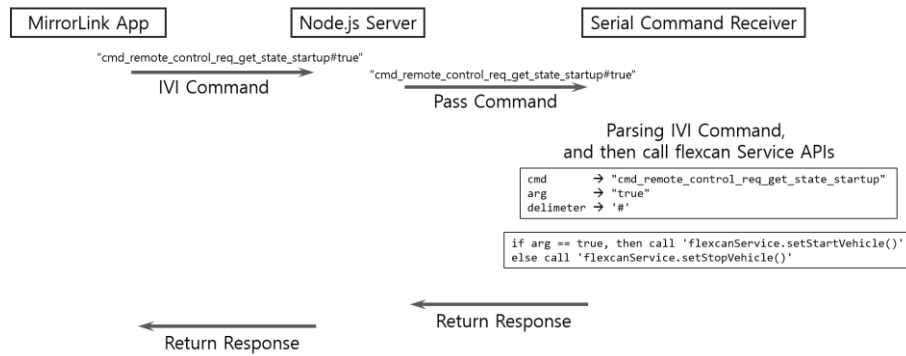 MirrorLink App
Node.js Server
Serial Command Receiver
"cmd_remote_control_req_get_state_startup#true"
IVI Command
"cmd_remote_control_req_get_state_startup#true"
Pass Command
Parsing IVI Command,
and then call flexcan Service APIs
cmd → "cmd_remote_control_req_get_state_startup"
arg → "true"
delimeter → '#'
if arg == true, then call 'flexcanService.setStartVehicle()'
else call 'flexcanService.setStopVehicle()'
Return Response
Return Response